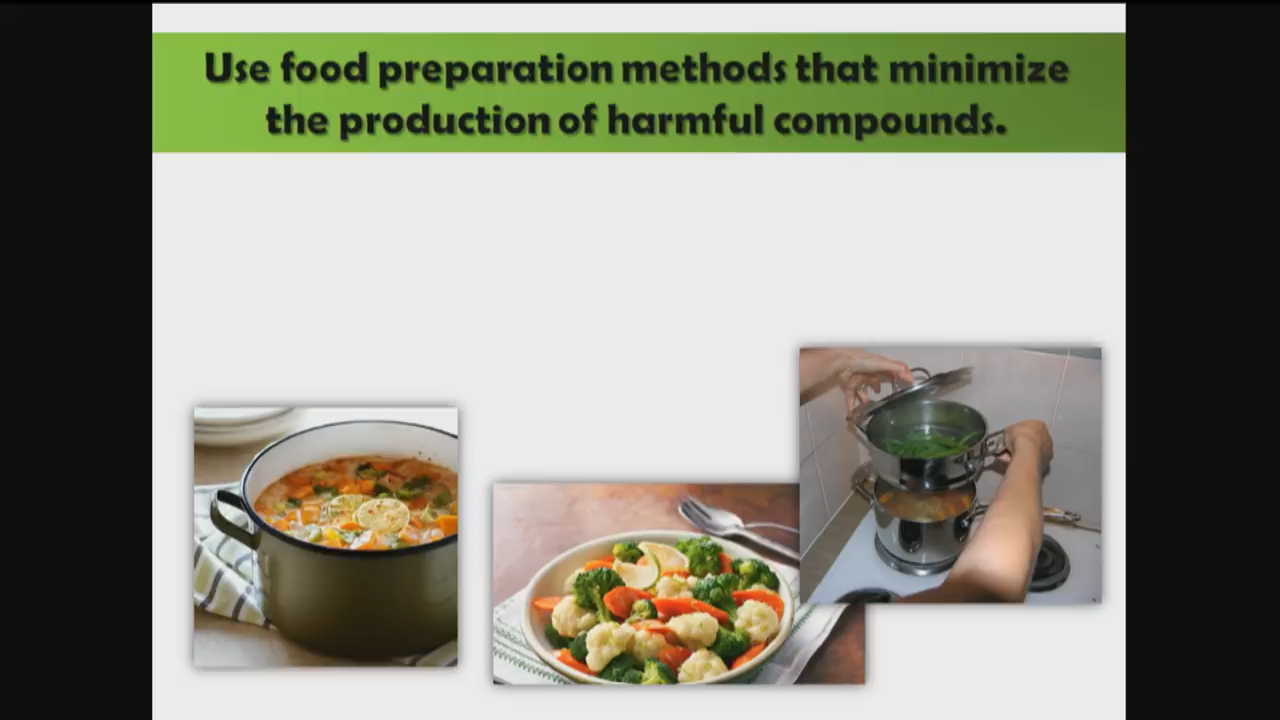 Use food preparation methods that minimize
the production of harmful compounds.